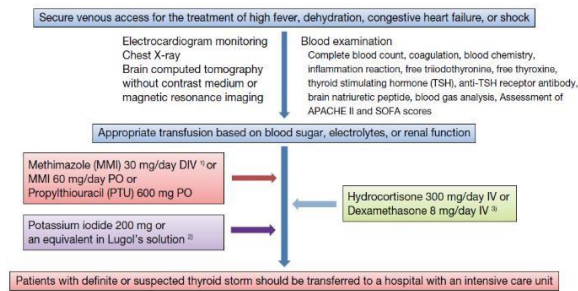 Secure venous access for the treatment of high fever, dehydration, congestive heart failure, or shock
Electrocardiogram monitoring
Chest X-ray
Brain computed tomography
without contrast medium or
magnetic resonance imaging
Blood examination
Complete blood count, coagulation, blood chemistry,
inflammation reaction, free triiodothyronine, free thyroxine,
thyroid stimulating hormone (TSH), anti-TSH receptor antibody,
brain natriuretic peptide, blood gas analysis, Assessment of
APACHE II and SOFA scores
Appropriate transfusion based on blood sugar, electrolytes, or renal function
Methimazole (MMI) 30 mg/day DIV 1) or
MMI 60 mg/day PO or
Propylthiouracil (PTU) 600 mg PO
Hydrocortisone 300 mg/day IV or
Dexamethasone 8 mg/day IV 3)
Potassium iodide 200 mg or
an equivalent in Lugol's solution 2)
Patients with definite or suspected thyroid storm should be transferred to a hospital with an intensive care unit